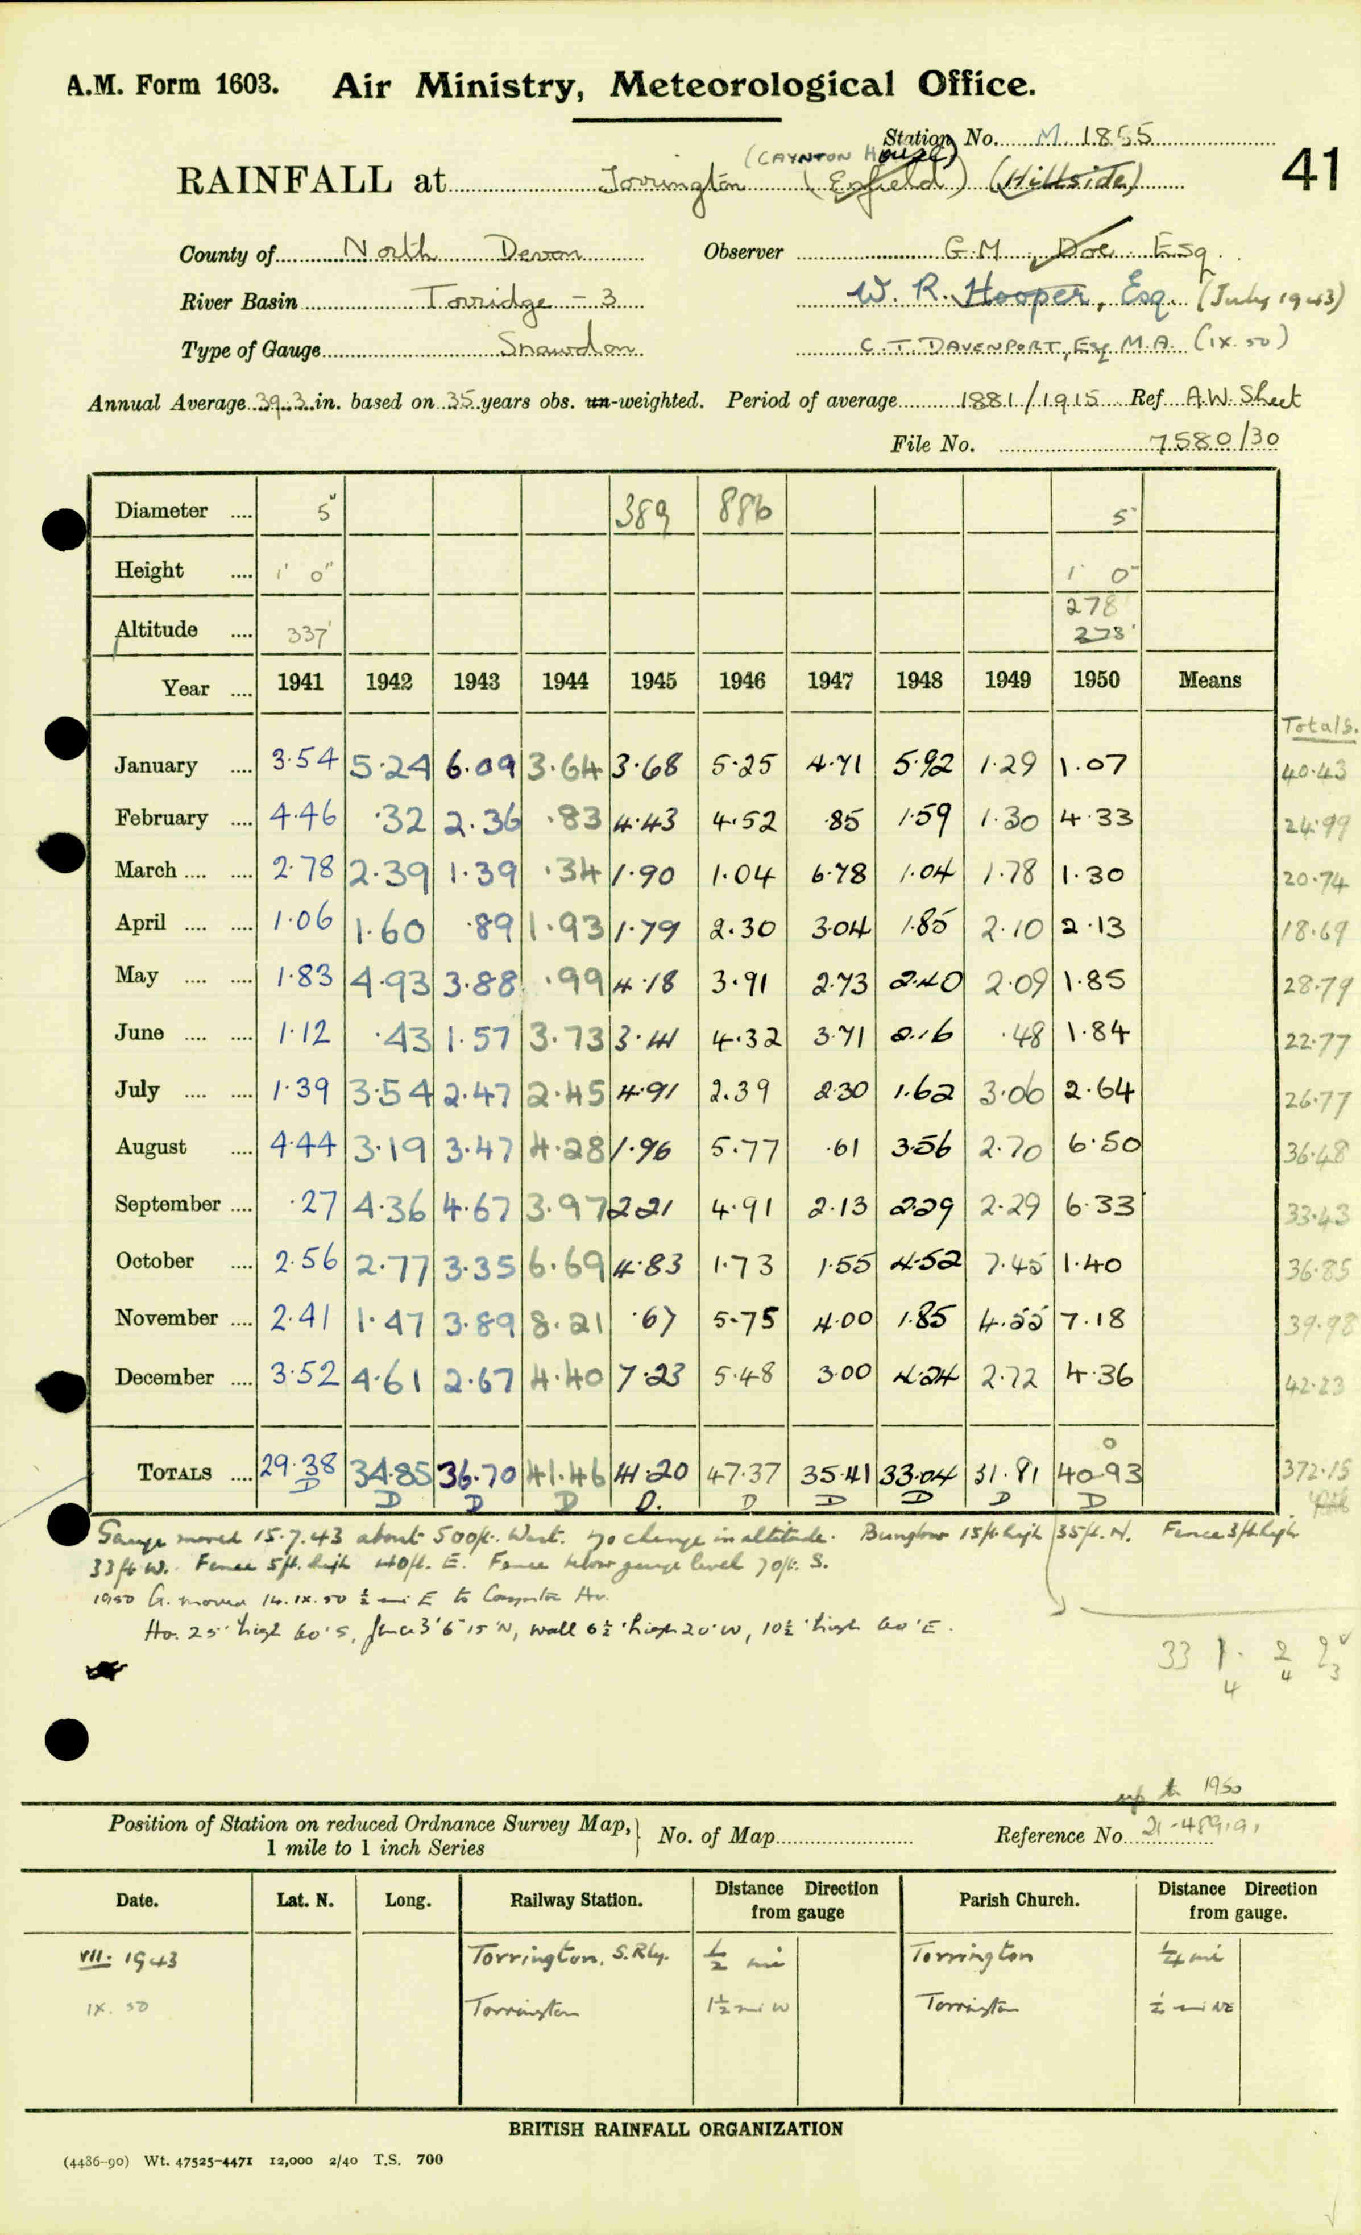 A.M. Form 1603. Air Ministry, Meteorological Office.
Station No. M. 1855
41
(CAYNTON House)
RAINFALL at Torrington (Enfield) (Hillside)
County of North Devon Observer G.M. Doe Esq.
River Basin Torridge - 3 W. R. Hooper, Esq. (July 1943)
Type of Gauge Snowdon C. T. DAVENPORT, Esq M.A. (IX. 50)
Annual Average 39.3 in. based on 35 years obs. un-weighted. Period of average 1881/1915 Ref A.W. Sheet
File No. 7580/30
Diameter .... 5" 389 886 5"
Height .... 1' 0" 1' 0"
278'
Altitude .... 337' 273'
Year .... 1941 1942 1943 1944 1945 1946 1947 1948 1949 1950 Means
Totals.
January .... 3.54 5.24 6.09 3.64 3.68 5.25 4.71 5.92 1.29 1.07 40.43
February .... 4.46 .32 2.36 .83 4.43 4.52 .85 1.59 1.30 4.33 24.99
March .... .... 2.78 2.39 1.39 .34 1.90 1.04 6.78 1.04 1.78 1.30 20.74
April .... .... 1.06 1.60 .89 1.93 1.79 2.30 3.04 1.85 2.10 2.13 18.69
May .... .... 1.83 4.93 3.88 .99 4.18 3.91 2.73 2.40 2.09 1.85 28.79
June .... .... 1.12 .43 1.57 3.73 3.41 4.32 3.71 2.16 .48 1.84 22.77
July .... .... 1.39 3.54 2.47 2.45 4.91 2.39 2.30 1.62 3.06 2.64 26.77
August .... 4.44 3.19 3.47 4.28 1.96 5.77 .61 3.56 2.70 6.50 36.48
September .... .27 4.36 4.67 3.97 2.21 4.91 2.13 2.29 2.29 6.33 33.43
October .... 2.56 2.77 3.35 6.69 4.83 1.73 1.55 4.52 7.45 1.40 36.85
November .... 2.41 1.47 3.89 8.21 .67 5.75 4.00 1.85 4.55 7.18 39.98
December .... 3.52 4.61 2.67 4.40 7.23 5.48 3.00 4.24 2.72 4.36 42.23
TOTALS .... 29.38 34.85 36.70 41.46 41.20 47.37 35.41 33.04 31.81 40.93 372.15
D D D D D. D D D D D
Gauge moved 15.7.43 about 500ft. West. No change in altitude. Bungalow 15ft high 35ft. N. Fence 3ft high
33ft W. Fence 5ft. high 40ft. E. Fence below gauge level 70ft. S.
1950 G. moved 14.IX.50 ½ mi E to Caynton Ho.
Ho. 25' high 60' S, fence 3'6" 15' N, wall 6½' high 20' W, 10½' high 60' E.
33 1. 2 2
4 4 3
up to 1950
Position of Station on reduced Ordnance Survey Map, 1 mile to 1 inch Series No. of Map Reference No. 21-489191
Date. Lat. N. Long. Railway Station. Distance Direction from gauge Parish Church. Distance Direction from gauge.
VII. 1943 Torrington, S. Rly. ½ mi Torrington ¼ mi
IX. 50 Torrington 1½ mi W Torrington mi NE
BRITISH RAINFALL ORGANIZATION
(4486-90) Wt. 47525-4471 12,000 2/40 T.S. 700